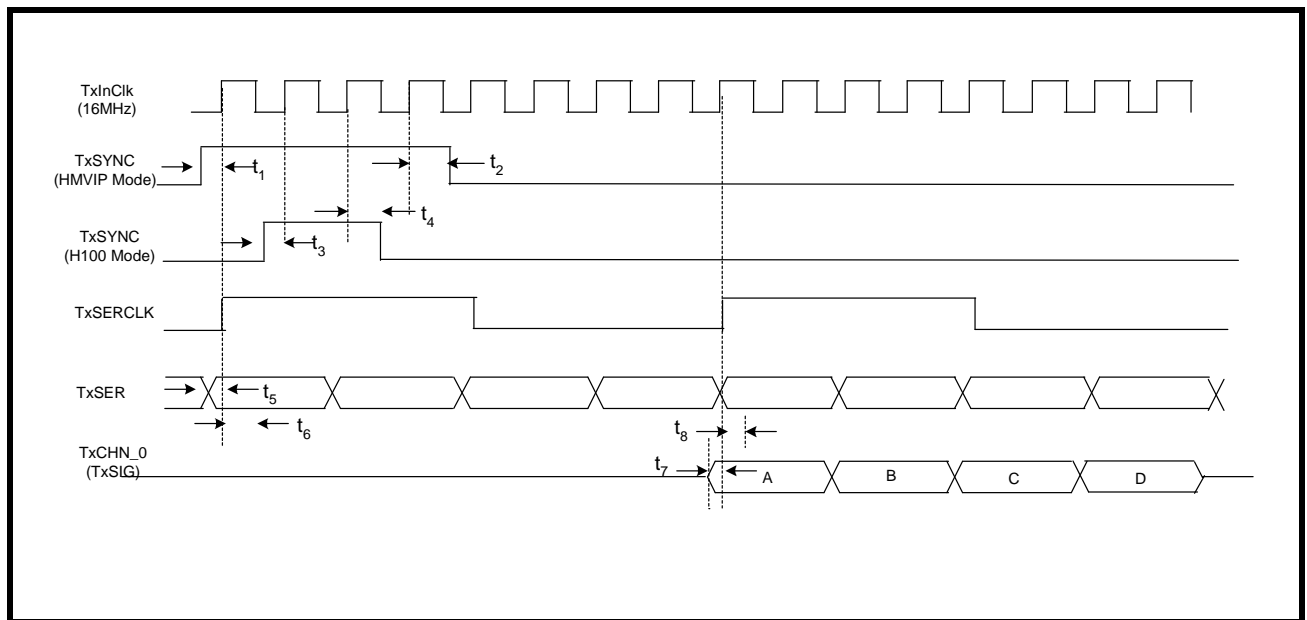 TxInClk
(16MHz)
TxSYNC
(HMVIP Mode)
t1
t2
TxSYNC
(H100 Mode)
t3
t4
TxSERCLK
TxSER
t5
t6
t8
TxCHN_0
(TxSIG)
t7
A B C D